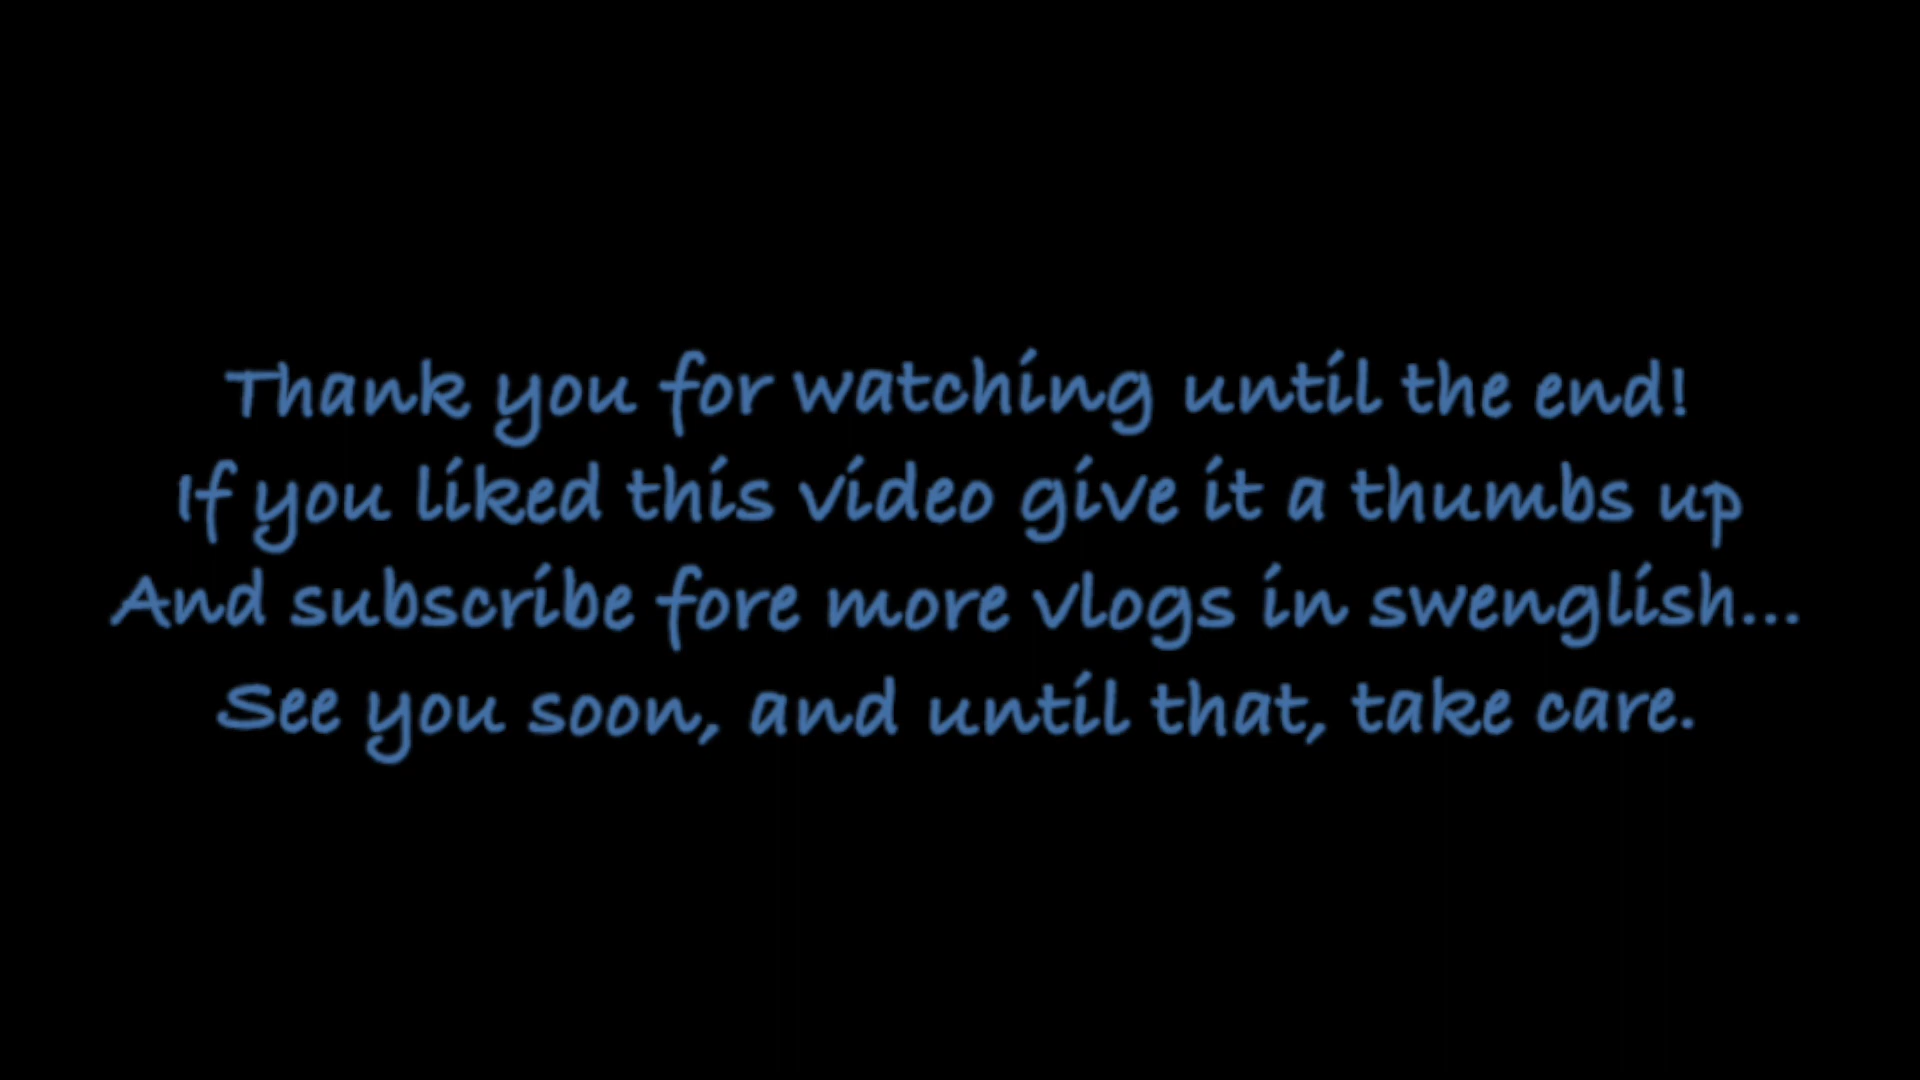 Thank you for watching until the end!
If you liked this video give it a thumbs up
And subscribe fore more vlogs in swenglish...
See you soon, and until that, take care.